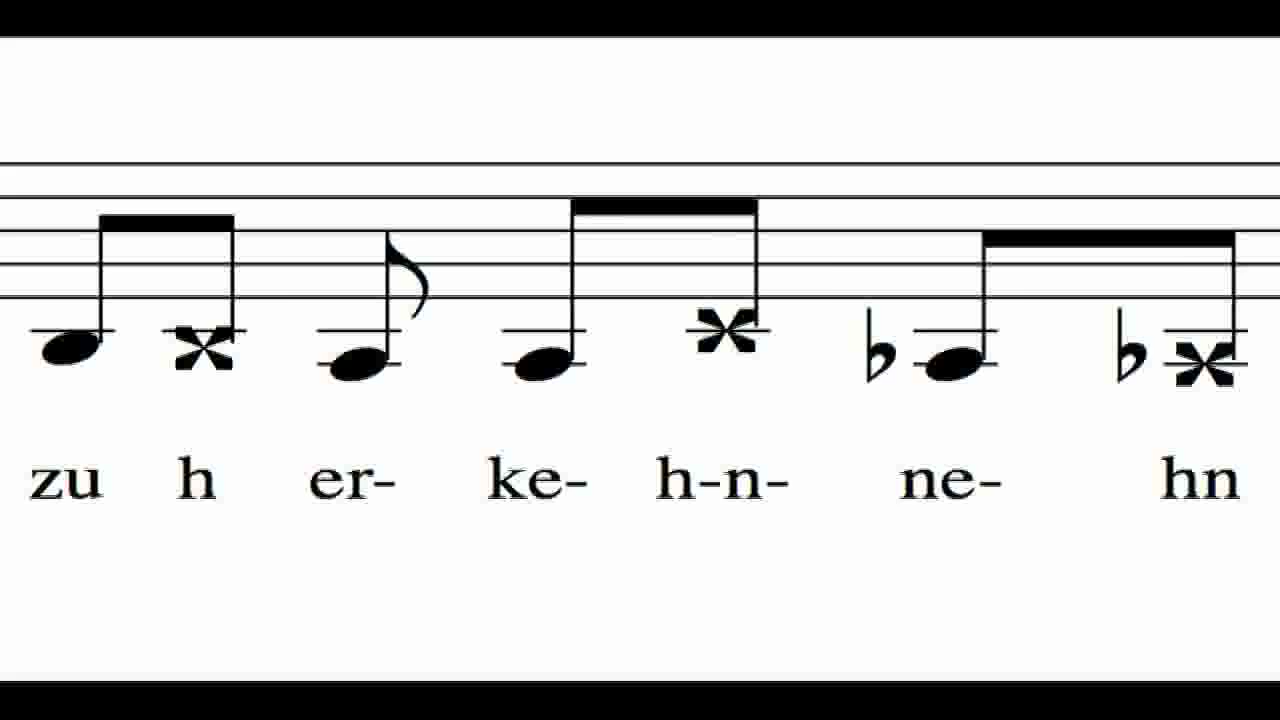 zu h er- ke- h-n- ne- hn